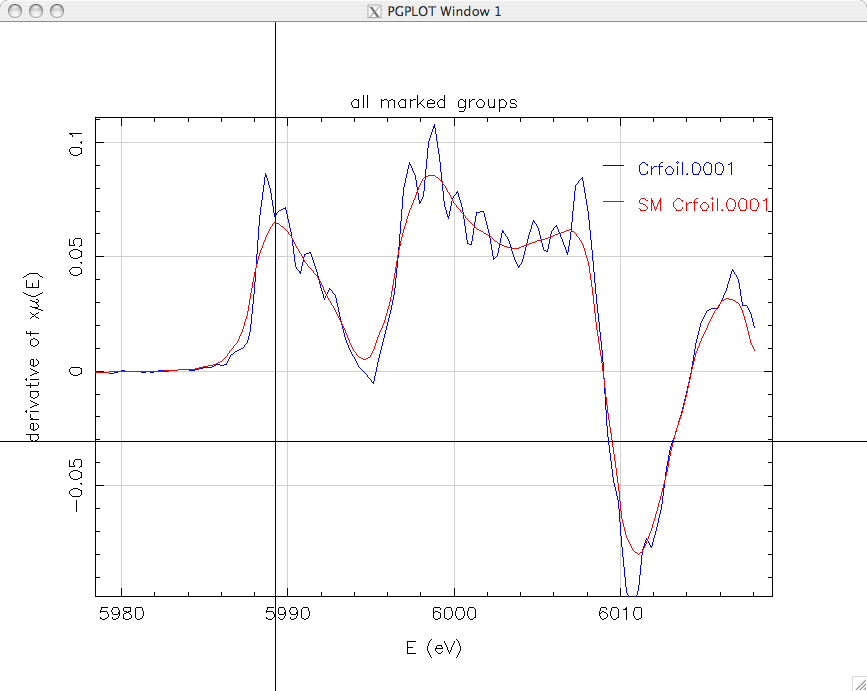 X PGPLOT Window 1
all marked groups
0.1
0.05
0
−0.05
derivative of xμ(E)
Crfoil.0001
SM Crfoil.0001
5980 5990 6000 6010
E (eV)